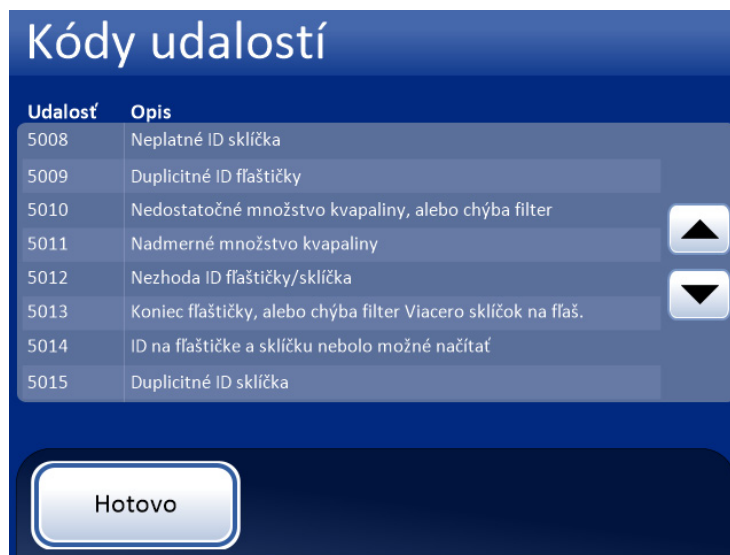 Kódy udalostí
Udalosť Opis
5008 Neplatné ID sklíčka
5009 Duplicitné ID fľaštičky
5010 Nedostatočné množstvo kvapaliny, alebo chýba filter
5011 Nadmerné množstvo kvapaliny
5012 Nezhoda ID fľaštičky/sklíčka
5013 Koniec fľaštičky, alebo chýba filter Viacero sklíčok na fľaš.
5014 ID na fľaštičke a sklíčku nebolo možné načítať
5015 Duplicitné ID sklíčka
Hotovo